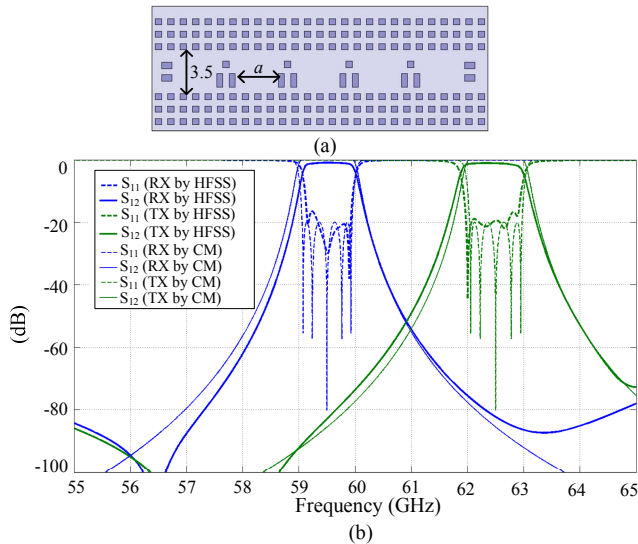 3.5
a
(a)
S11 (RX by HFSS)
S12 (RX by HFSS)
S11 (TX by HFSS)
S12 (TX by HFSS)
S11 (RX by CM)
S12 (RX by CM)
S11 (TX by CM)
S12 (TX by CM)
0
-20
-40
-60
-80
-100
(dB)
55 56 57 58 59 60 61 62 63 64 65
Frequency (GHz)
(b)